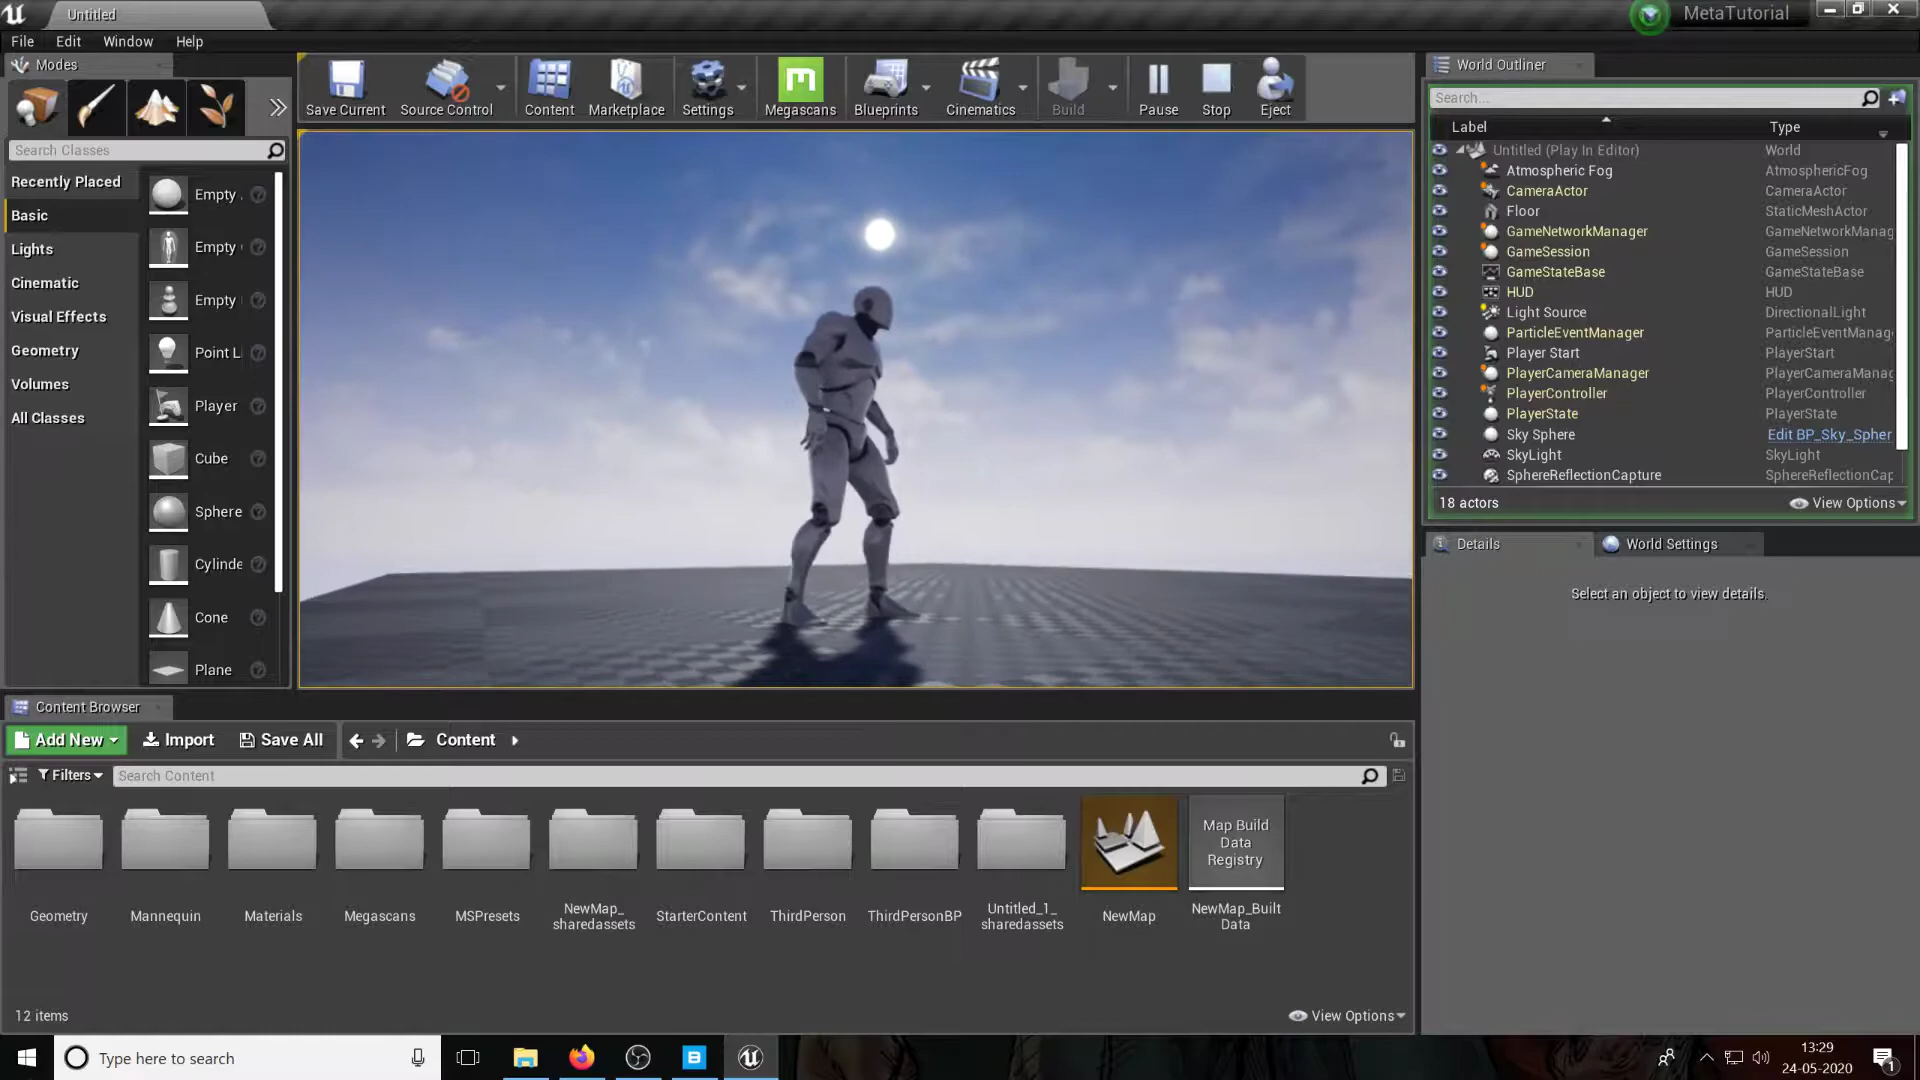 Untitled
MetaTutorial
File Edit Window Help
Modes
Save Current
Source Control
Content
Marketplace
Settings
Megascans
Blueprints
Cinematics
Build
Pause
Stop
Eject
Search Classes
Recently Placed
Basic
Lights
Cinematic
Visual Effects
Geometry
Volumes
All Classes
Empty
Empty
Empty
Point L
Player
Cube
Sphere
Cylinde
Cone
Plane
World Outliner
Search...
Label Type
Untitled (Play In Editor) World
Atmospheric Fog AtmosphericFog
CameraActor CameraActor
Floor StaticMeshActor
GameNetworkManager GameNetworkManag
GameSession GameSession
GameStateBase GameStateBase
HUD HUD
Light Source DirectionalLight
ParticleEventManager ParticleEventManag
Player Start PlayerStart
PlayerCameraManager PlayerCameraManag
PlayerController PlayerController
PlayerState PlayerState
Sky Sphere Edit BP_Sky_Spher
SkyLight SkyLight
SphereReflectionCapture SphereReflectionCap
18 actors View Options
Details World Settings
Select an object to view details.
Content Browser
Add New Import Save All Content
Filters Search Content
Geometry
Mannequin
Materials
Megascans
MSPresets
NewMap_
sharedassets
StarterContent
ThirdPerson
ThirdPersonBP
Untitled_1_
sharedassets
NewMap
Map Build
Data
Registry
NewMap_Built
Data
12 items View Options
Type here to search
13:29
24-05-2020
1